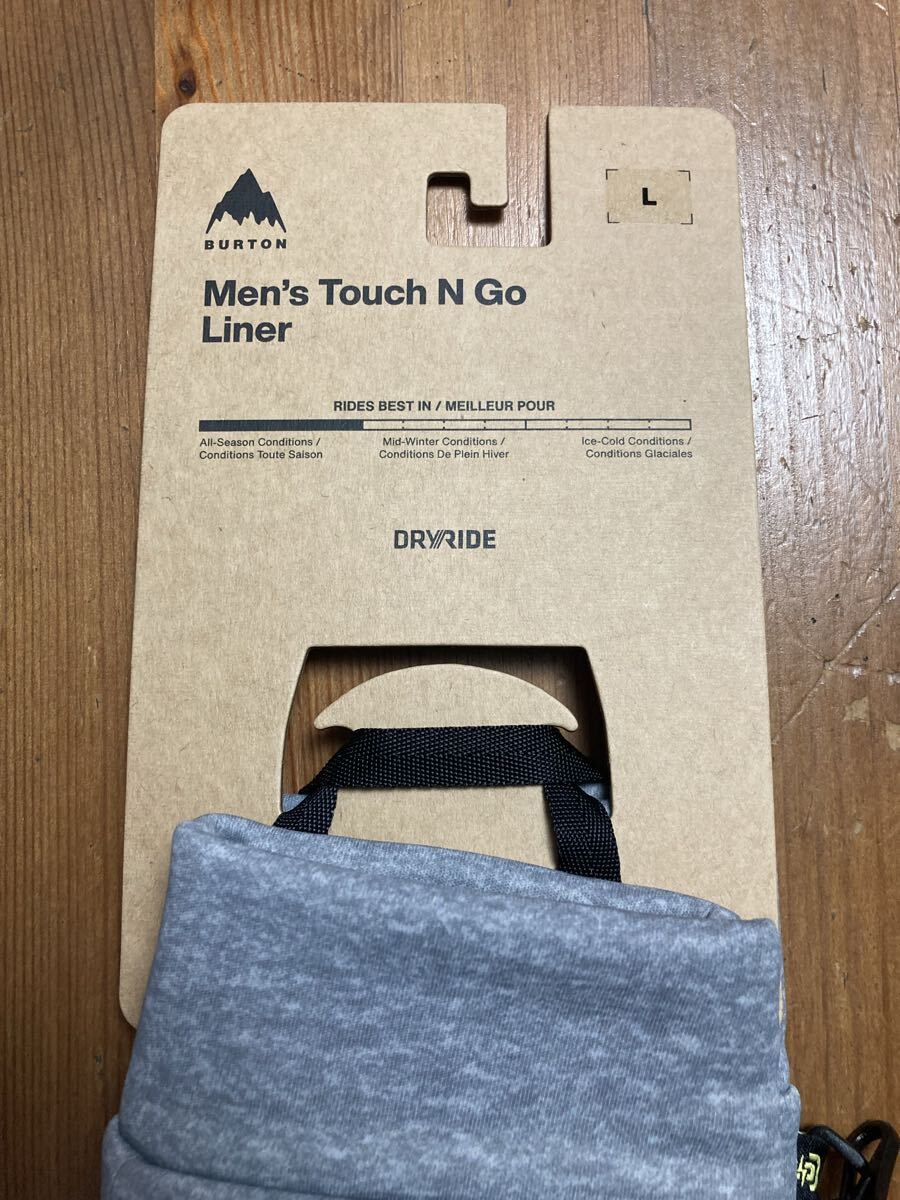 BURTON
L
Men's Touch N Go
Liner
RIDES BEST IN / MEILLEUR POUR
All-Season Conditions /
Conditions Toute Saison
Mid-Winter Conditions /
Conditions De Plein Hiver
Ice-Cold Conditions /
Conditions Glaciales
DRYRIDE